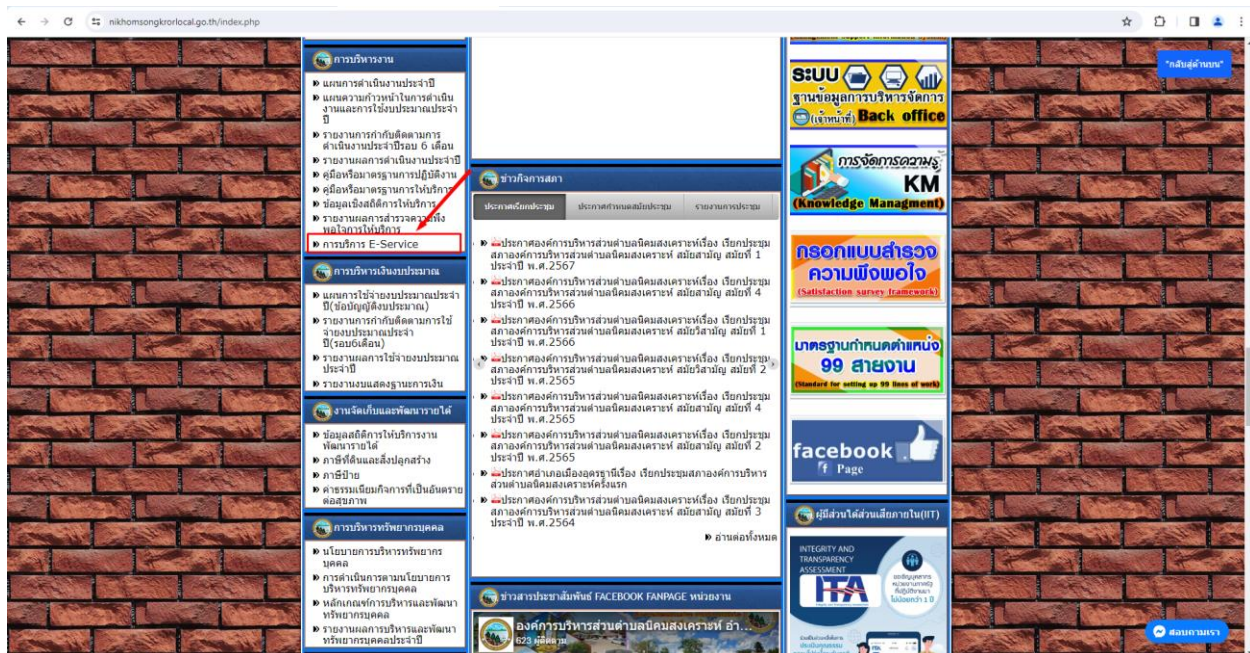 nikhomsongkrorlocal.go.th/index.php
"กลับสู่ด้านบน"
การบริหารงาน
แผนการดำเนินงานประจำปี
แผนความก้าวหน้าในการดำเนิน
งานและการใช้งบประมาณประจำ
ปี
รายงานการกำกับติดตามการ
ดำเนินงานประจำปีรอบ 6 เดือน
รายงานผลการดำเนินงานประจำปี
คู่มือหรือมาตรฐานการปฏิบัติงาน
คู่มือหรือมาตรฐานการให้บริการ
ข้อมูลเชิงสถิติการให้บริการ
รายงานผลการสำรวจความพึง
พอใจการให้บริการ
การบริการ E-Service
การบริหารเงินงบประมาณ
แผนการใช้จ่ายงบประมาณประจำ
ปี(ข้อบัญญัติงบประมาณ)
รายงานการกำกับติดตามการใช้
จ่ายงบประมาณประจำ
ปี(รอบ6เดือน)
รายงานผลการใช้จ่ายงบประมาณ
ประจำปี
รายงานงบแสดงฐานะการเงิน
งานจัดเก็บและพัฒนารายได้
ข้อมูลสถิติการให้บริการงาน
พัฒนารายได้
ภาษีที่ดินและสิ่งปลูกสร้าง
ภาษีป้าย
ค่าธรรมเนียมกิจการที่เป็นอันตราย
ต่อสุขภาพ
การบริหารทรัพยากรบุคคล
นโยบายการบริหารทรัพยากร
บุคคล
การดำเนินการตามนโยบายการ
บริหารทรัพยากรบุคคล
หลักเกณฑ์การบริหารและพัฒนา
ทรัพยากรบุคคล
รายงานผลการบริหารและพัฒนา
ทรัพยากรบุคคลประจำปี
ข่าวกิจการสภา
ประกาศเรียกประชุม ประกาศกำหนดสมัยประชุม รายงานการประชุม
ประกาศองค์การบริหารส่วนตำบลนิคมสงเคราะห์เรื่อง เรียกประชุม
สภาองค์การบริหารส่วนตำบลนิคมสงเคราะห์ สมัยสามัญ สมัยที่ 1
ประจำปี พ.ศ.2567
ประกาศองค์การบริหารส่วนตำบลนิคมสงเคราะห์เรื่อง เรียกประชุม
สภาองค์การบริหารส่วนตำบลนิคมสงเคราะห์ สมัยสามัญ สมัยที่ 4
ประจำปี พ.ศ.2566
ประกาศองค์การบริหารส่วนตำบลนิคมสงเคราะห์เรื่อง เรียกประชุม
สภาองค์การบริหารส่วนตำบลนิคมสงเคราะห์ สมัยวิสามัญ สมัยที่ 1
ประจำปี พ.ศ.2566
ประกาศองค์การบริหารส่วนตำบลนิคมสงเคราะห์เรื่อง เรียกประชุม
สภาองค์การบริหารส่วนตำบลนิคมสงเคราะห์ สมัยวิสามัญ สมัยที่ 2
ประจำปี พ.ศ.2565
ประกาศองค์การบริหารส่วนตำบลนิคมสงเคราะห์เรื่อง เรียกประชุม
สภาองค์การบริหารส่วนตำบลนิคมสงเคราะห์ สมัยสามัญ สมัยที่ 4
ประจำปี พ.ศ.2565
ประกาศองค์การบริหารส่วนตำบลนิคมสงเคราะห์เรื่อง เรียกประชุม
สภาองค์การบริหารส่วนตำบลนิคมสงเคราะห์ สมัยสามัญ สมัยที่ 2
ประจำปี พ.ศ.2565
ประกาศอำเภอเมืองอุดรธานีเรื่อง เรียกประชุมสภาองค์การบริหาร
ส่วนตำบลนิคมสงเคราะห์ครั้งแรก
ประกาศองค์การบริหารส่วนตำบลนิคมสงเคราะห์เรื่อง เรียกประชุม
สภาองค์การบริหารส่วนตำบลนิคมสงเคราะห์ สมัยสามัญ สมัยที่ 3
ประจำปี พ.ศ.2564
อ่านต่อทั้งหมด
ข่าวสารประชาสัมพันธ์ FACEBOOK FANPAGE หน่วยงาน
องค์การบริหารส่วนตำบลนิคมสงเคราะห์ อำ...
623 ผู้ติดตาม
ระบบ
ฐานข้อมูลการบริหารจัดการ
(เจ้าหน้าที่) Back office
การจัดการความรู้
KM
(Knowledge Managment)
กรอกแบบสำรวจ
ความพึงพอใจ
(Satisfaction survey framework)
มาตรฐานกำหนดตำแหน่ง
99 สายงาน
(Standard for setting up 99 lines of work)
facebook
Page
ผู้มีส่วนได้ส่วนเสียภายใน(IIT)
INTEGRITY AND
TRANSPARENCY
ASSESSMENT
ITA
ขอเชิญบุคลากร
หน่วยงานภาครัฐ
ที่ปฏิบัติงานมา
ไม่น้อยกว่า 1 ปี
สอบถามเรา